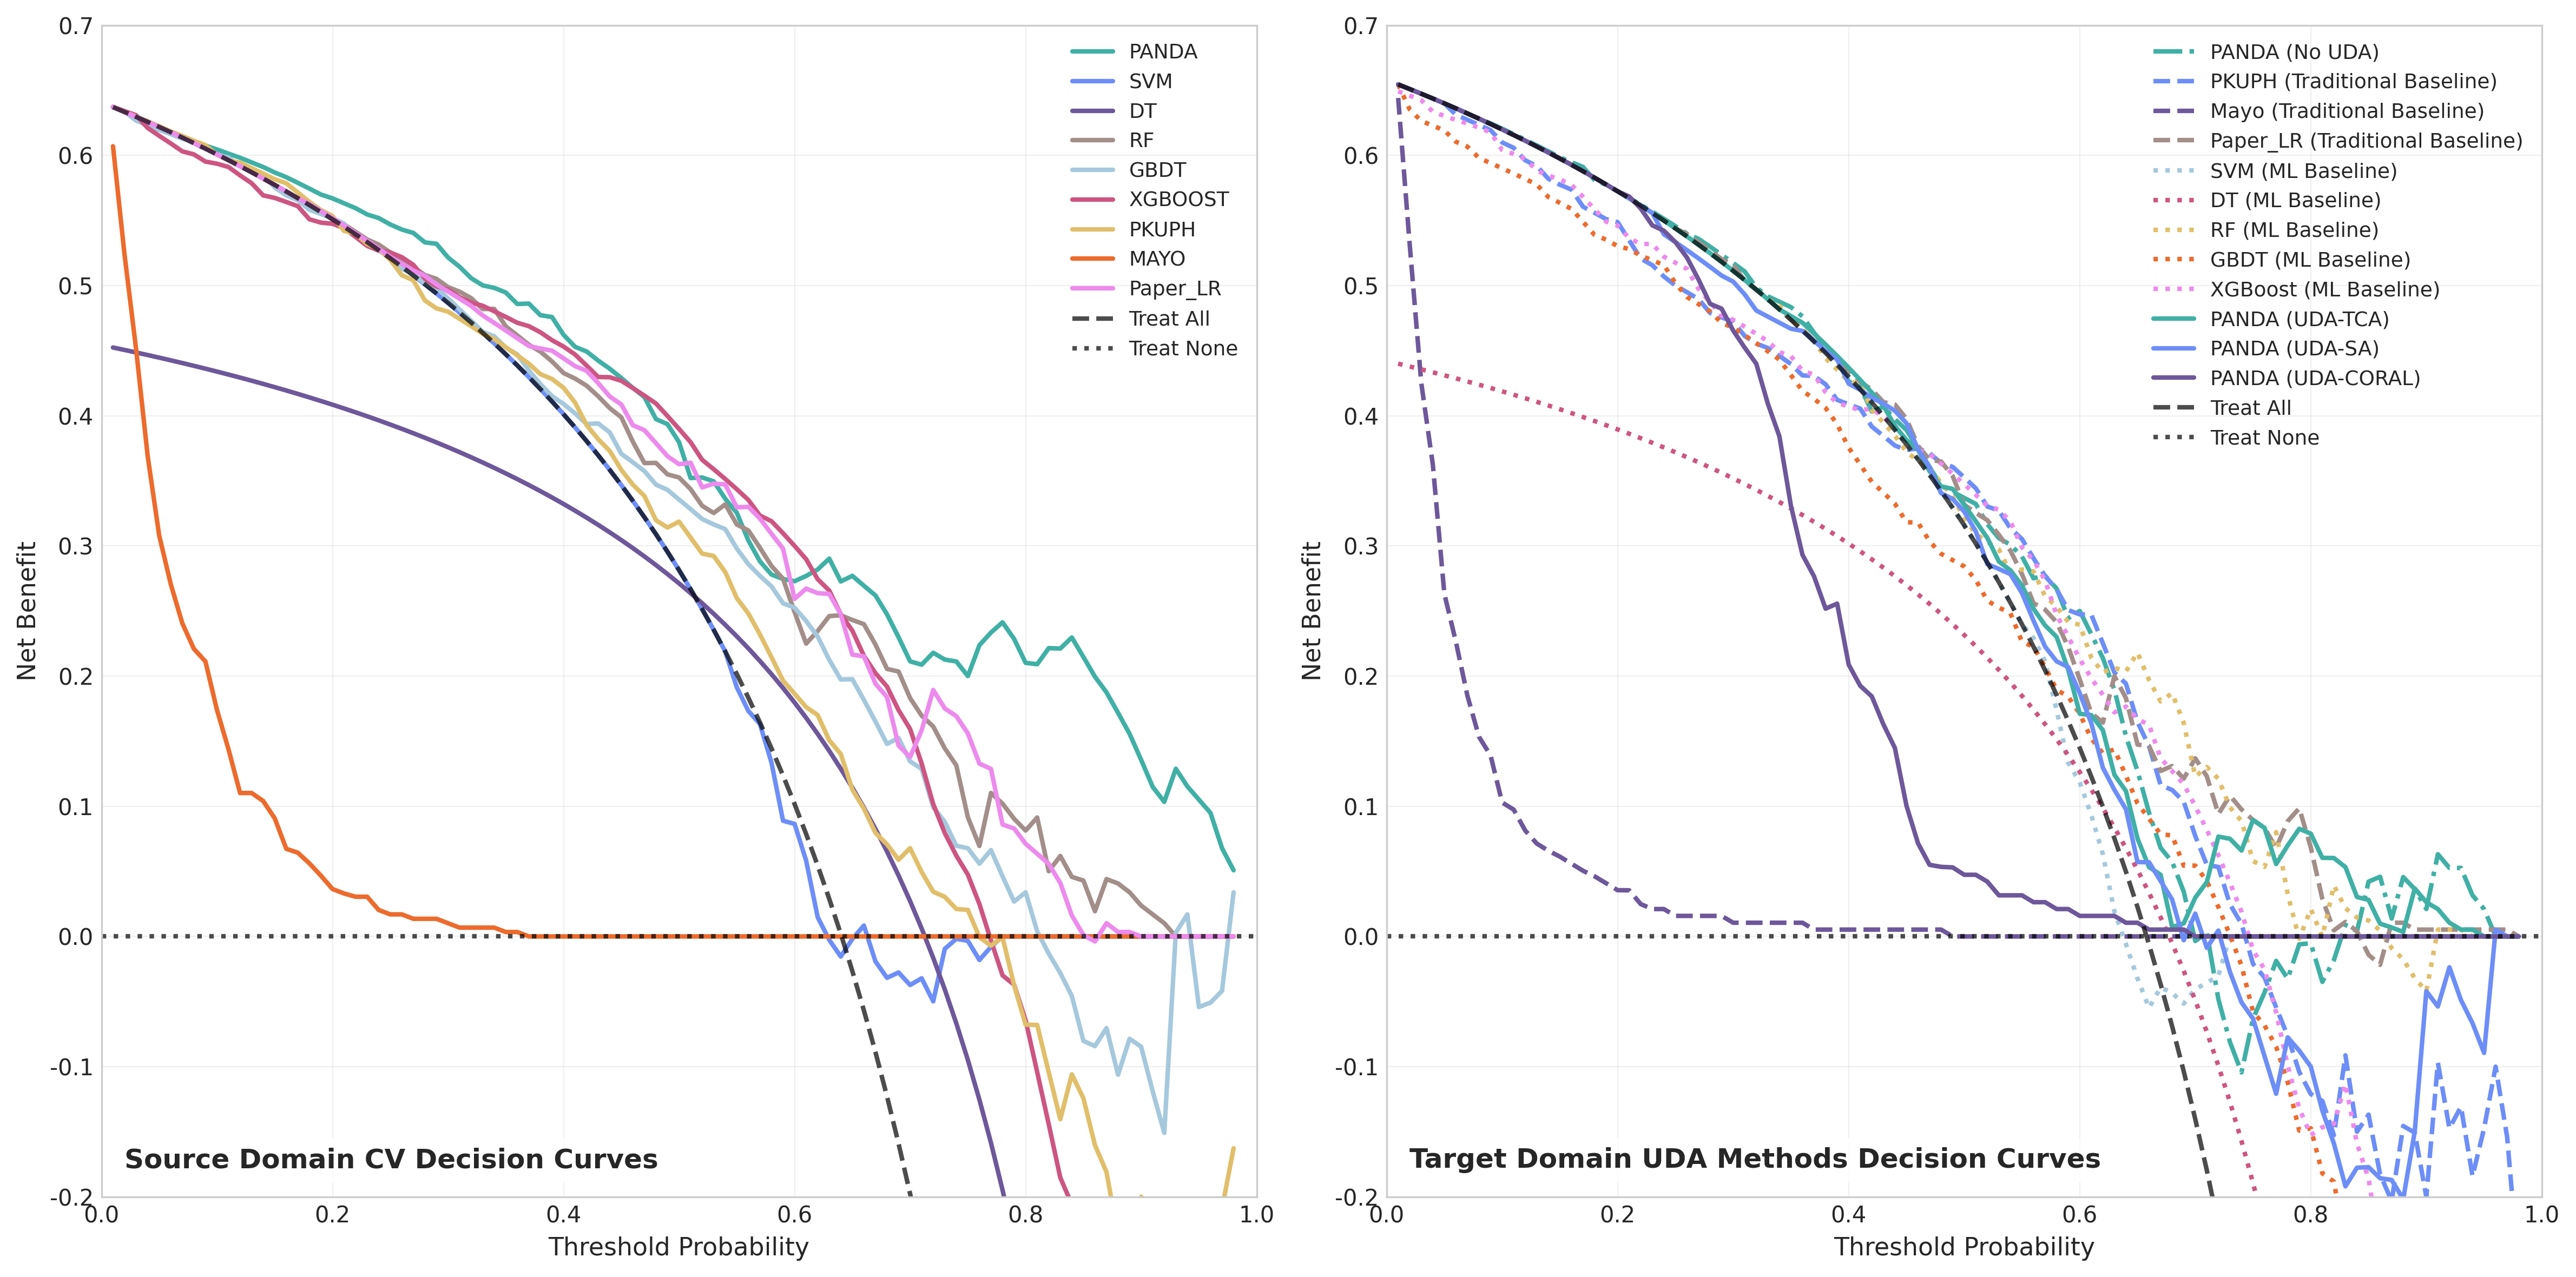 0.7
0.6
0.5
0.4
0.3
0.2
0.1
0.0
-0.1
-0.2
Net Benefit
PANDA
SVM
DT
RF
GBDT
XGBOOST
PKUPH
MAYO
Paper_LR
Treat All
Treat None
Source Domain CV Decision Curves
0.0 0.2 0.4 0.6 0.8 1.0
Threshold Probability
0.7
0.6
0.5
0.4
0.3
0.2
0.1
0.0
-0.1
-0.2
Net Benefit
PANDA (No UDA)
PKUPH (Traditional Baseline)
Mayo (Traditional Baseline)
Paper_LR (Traditional Baseline)
SVM (ML Baseline)
DT (ML Baseline)
RF (ML Baseline)
GBDT (ML Baseline)
XGBoost (ML Baseline)
PANDA (UDA-TCA)
PANDA (UDA-SA)
PANDA (UDA-CORAL)
Treat All
Treat None
Target Domain UDA Methods Decision Curves
0.0 0.2 0.4 0.6 0.8 1.0
Threshold Probability